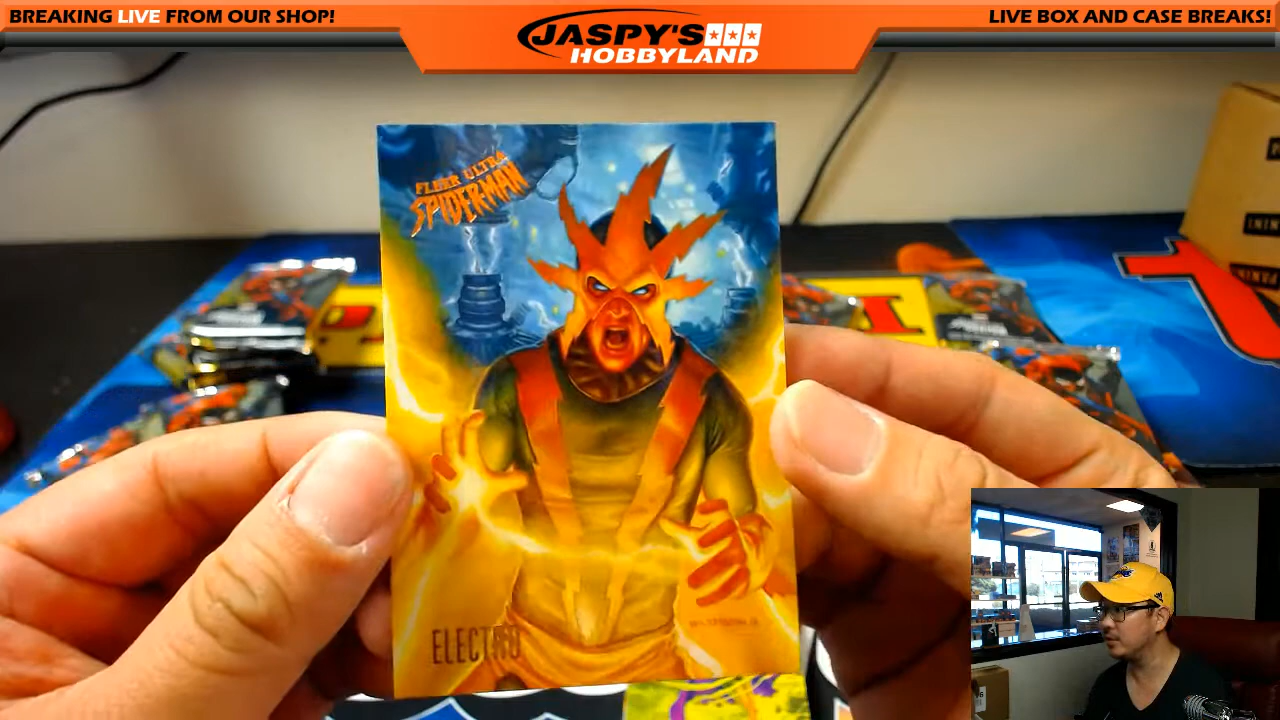 BREAKING LIVE FROM OUR SHOP!
JASPY'S
HOBBYLAND
LIVE BOX AND CASE BREAKS!
FLEER ULTRA
SPIDER-MAN
ELECTRO